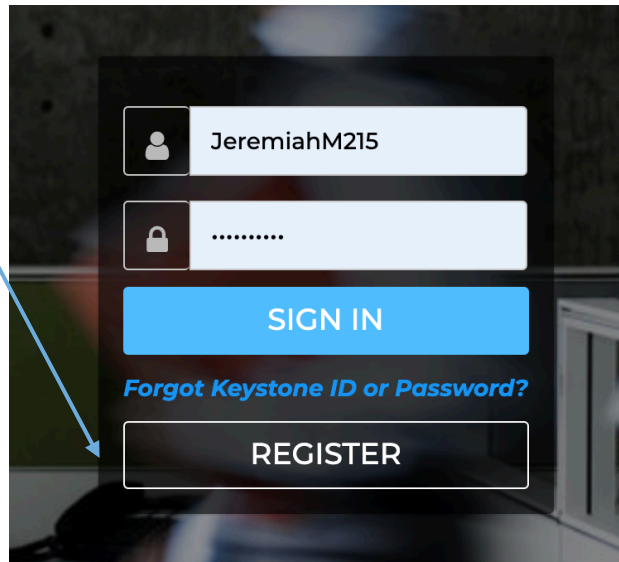 JeremiahM215
••••••••••
SIGN IN
Forgot Keystone ID or Password?
REGISTER